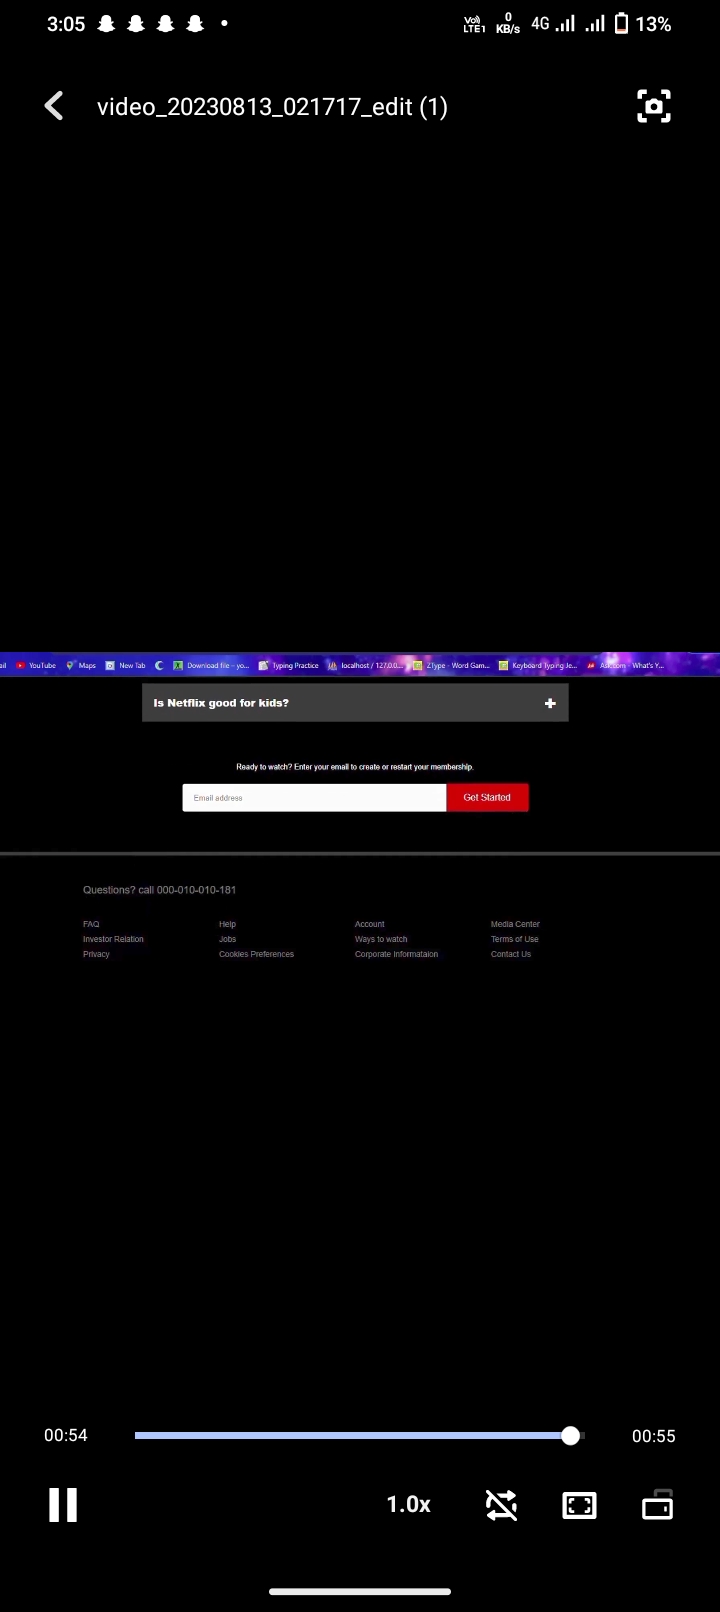 3:05 Vo) LTE1 0 KB/s 4G 13%
video_20230813_021717_edit (1)
ail YouTube Maps New Tab Download file - yo... Typing Practice localhost / 127.0.0... ZType - Word Gam... Keyboard Typing Je... Ask.com - What's Y...
Is Netflix good for kids? +
Ready to watch? Enter your email to create or restart your membership.
Email address Get Started
Questions? call 000-010-010-181
FAQ Help Account Media Center
Investor Relation Jobs Ways to watch Terms of Use
Privacy Cookies Preferences Corporate Informataion Contact Us
00:54 00:55
1.0x